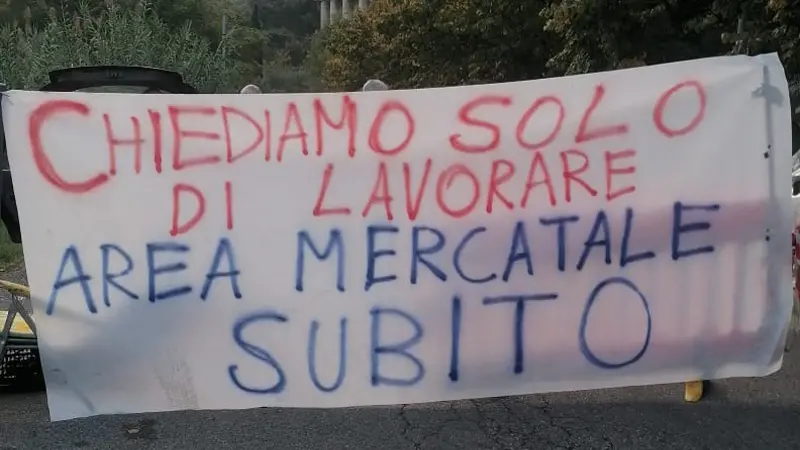 CHIEDIAMO SOLO
DI LAVORARE
AREA MERCATALE
SUBITO